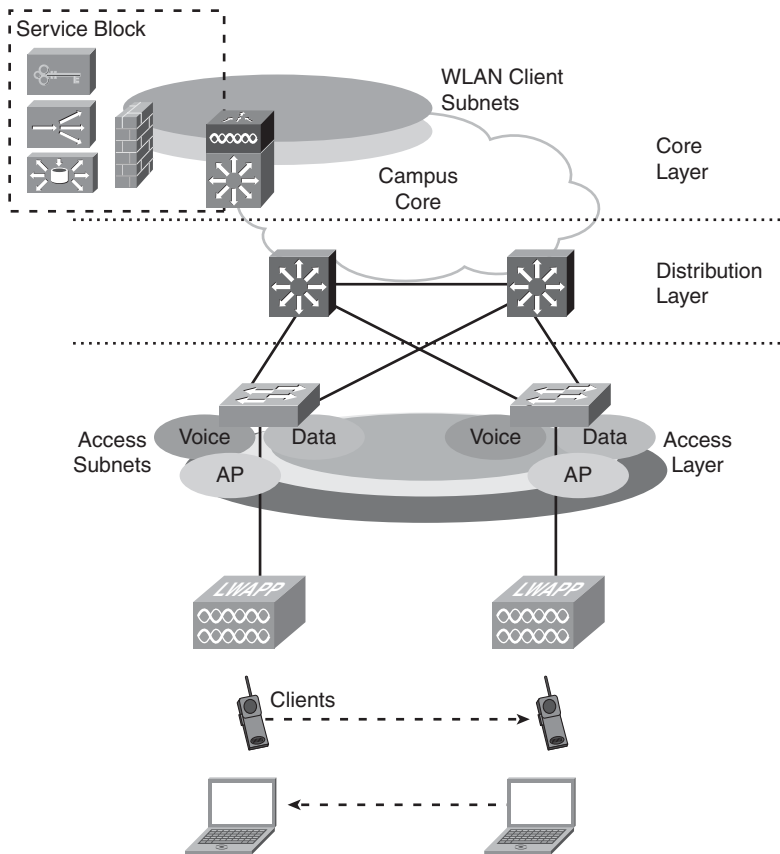 Service Block
WLAN Client
Subnets
Core
Layer
Campus
Core
Distribution
Layer
Access
Subnets
Voice
Data
AP
Voice
Data
AP
Access
Layer
LWAPP
LWAPP
Clients